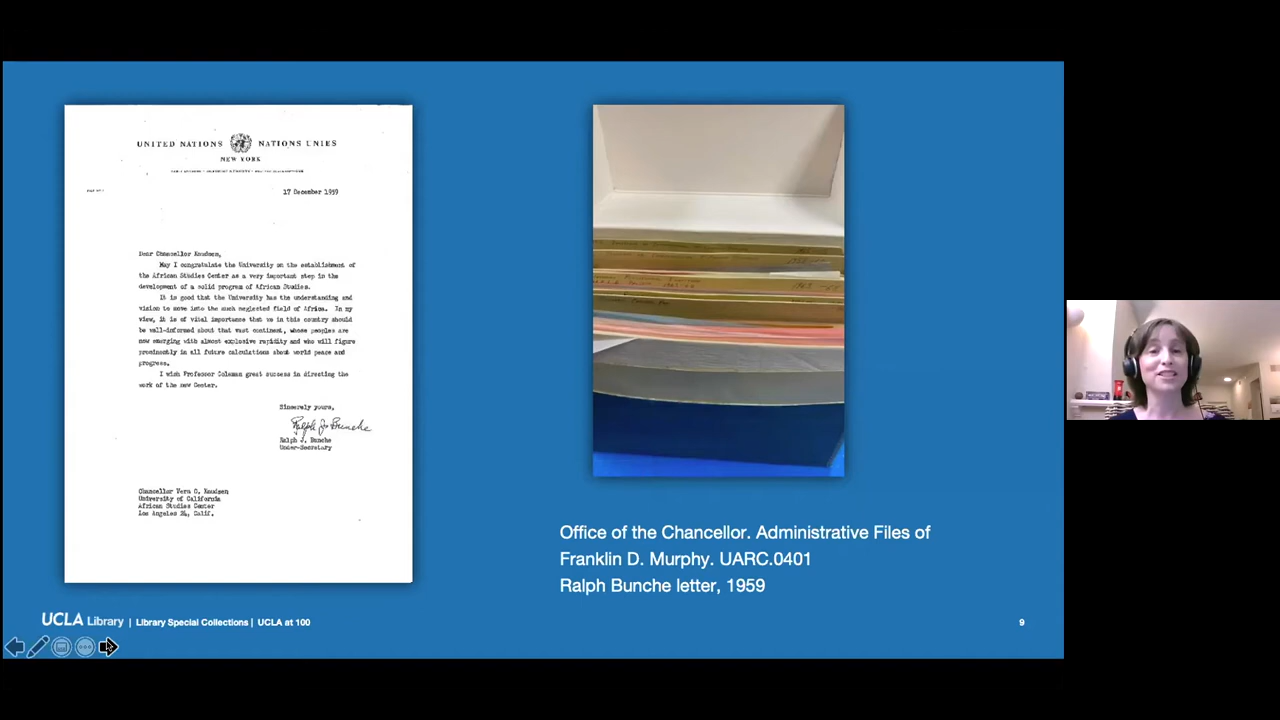 UNITED NATIONS NATIONS UNIES
NEW YORK
17 December 1959
Dear Chancellor Knudsen,
May I congratulate the University on the establishment of
the African Studies Center as a very important step in the
development of a solid program of African Studies.
It is good that the University has the understanding and
vision to move into the much neglected field of Africa. In my
view, it is of vital importance that we in this country should
be well-informed about that vast continent, whose peoples are
now emerging with almost explosive rapidity and who will figure
prominently in all future calculations about world peace and
progress.
I wish Professor Coleman great success in directing the
work of the new Center.
Sincerely yours,
Ralph J. Bunche
Ralph J. Bunche
Under-Secretary
Chancellor Vern O. Knudsen
University of California
African Studies Center
Los Angeles 24, Calif.
Office of the Chancellor. Administrative Files of
Franklin D. Murphy. UARC.0401
Ralph Bunche letter, 1959
UCLA Library | Library Special Collections | UCLA at 100
9